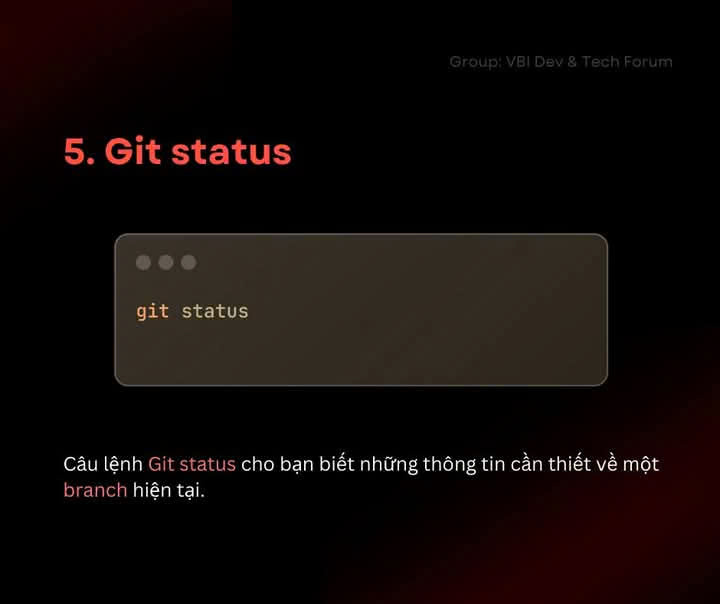 Group: VBI Dev & Tech Forum
5. Git status
git status
Câu lệnh Git status cho bạn biết những thông tin cần thiết về một
branch hiện tại.